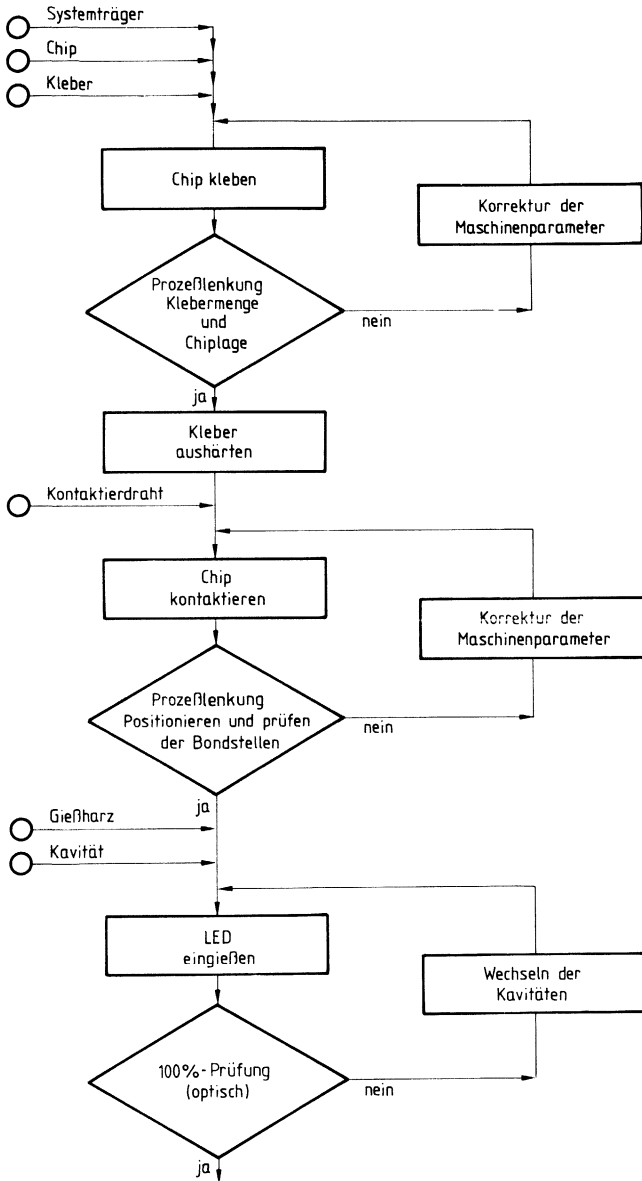 Systemträger
Chip
Kleber
Chip kleben
Korrektur der
Maschinenparameter
Prozeßlenkung
Klebermenge
und
Chiplage
nein
ja
Kleber
aushärten
Kontaktierdraht
Chip
kontaktieren
Korrektur der
Maschinenparameter
Prozeßlenkung
Positionieren und prüfen
der Bondstellen
nein
ja
Gießharz
Kavität
LED
eingießen
Wechseln der
Kavitäten
100%-Prüfung
(optisch)
nein
ja